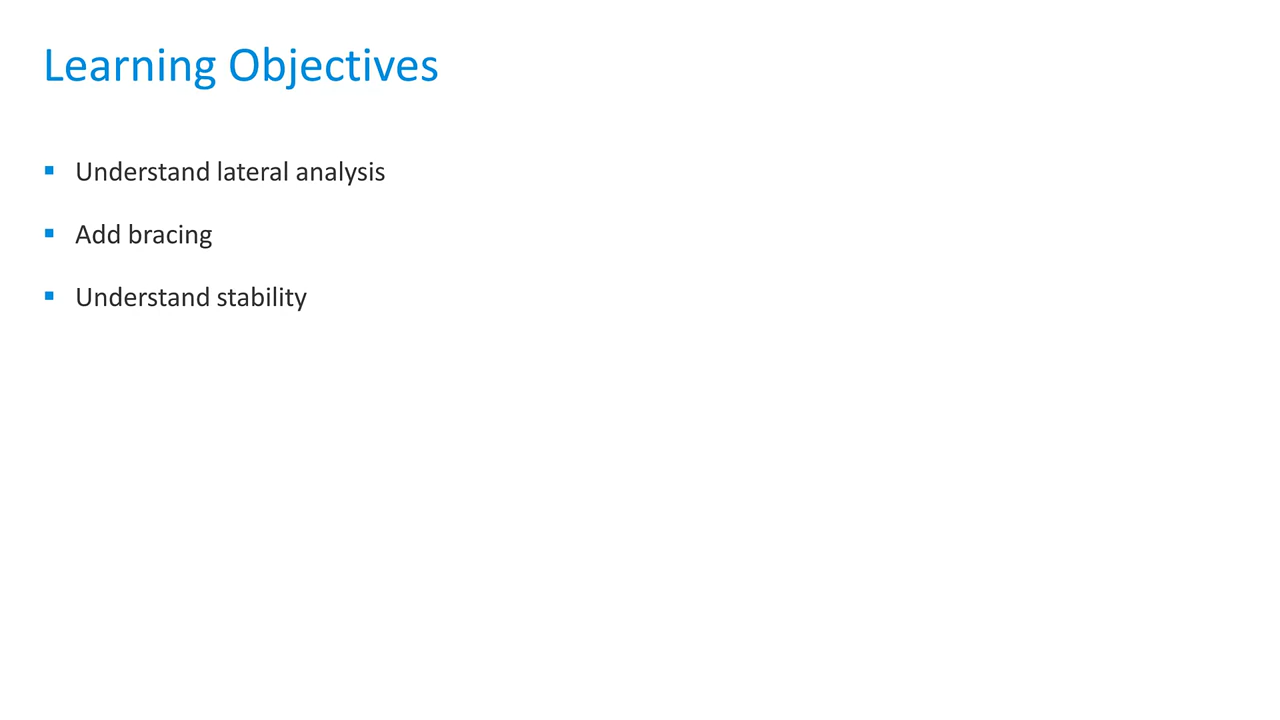 Learning Objectives
Understand lateral analysis
Add bracing
Understand stability